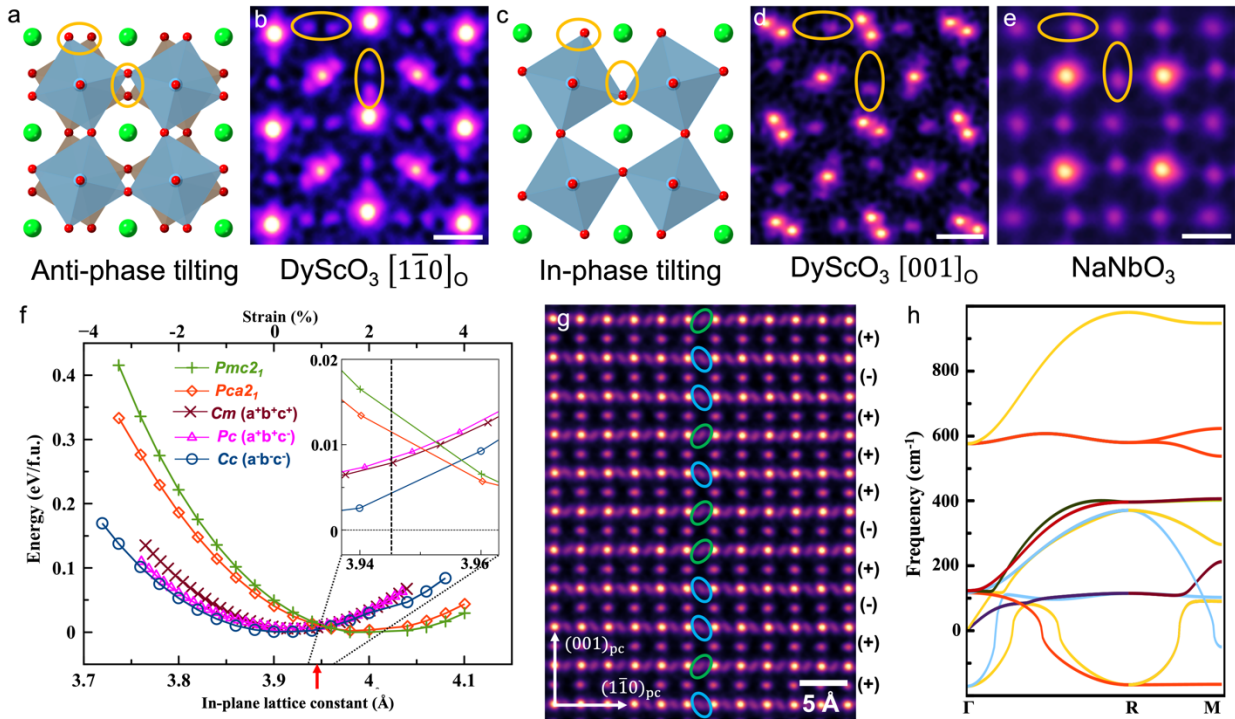 a
b
c
d
e
Anti-phase tilting
DyScO₃ [11̅0]O
In-phase tilting
DyScO₃ [001]O
NaNbO₃
f
Strain (%)
−4 −2 0 2 4
Energy (eV/f.u.)
0.4
0.3
0.2
0.1
0
Pmc2₁
Pca2₁
Cm (a⁺b⁺c⁺)
Pc (a⁺b⁺c⁻)
Cc (a⁻b⁻c⁻)
0.02
0.01
0
3.94 3.96
3.7 3.8 3.9 4 4.1
In-plane lattice constant (Å)
g
(+)
(-)
(-)
(+)
(+)
(+)
(-)
(+)
(-)
(+)
(+)
(001)pc
(11̅0)pc
5 Å
h
Frequency (cm⁻¹)
800
600
400
200
0
Γ R M